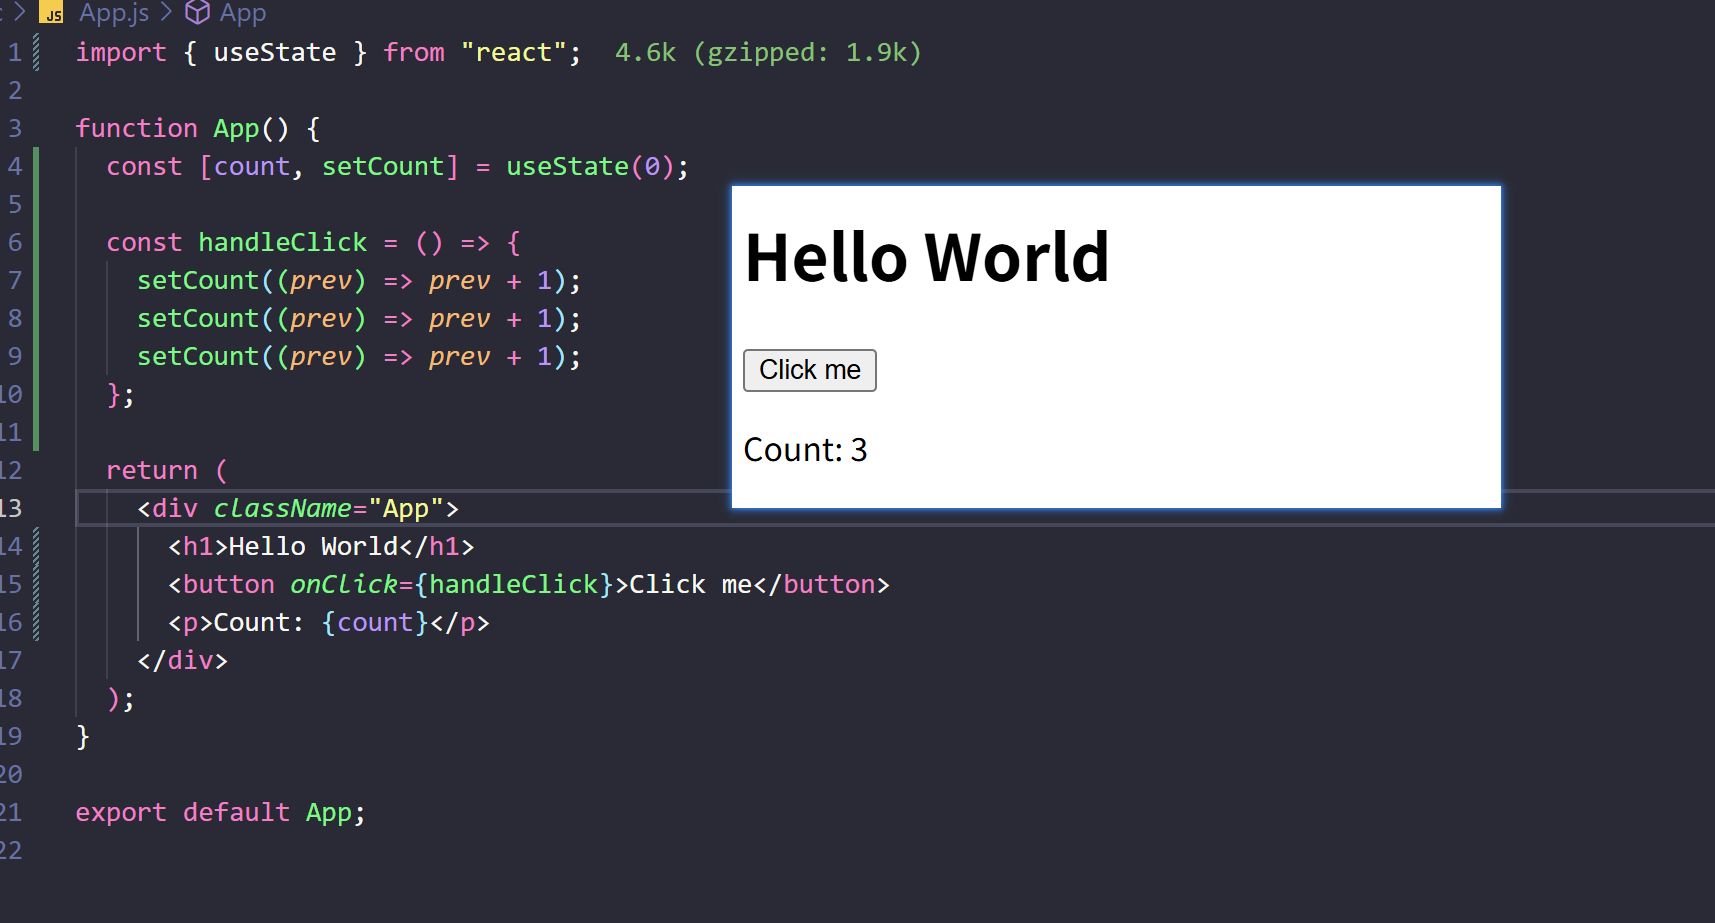 c > JS App.js > App
1 import { useState } from "react"; 4.6k (gzipped: 1.9k)
2
3 function App() {
4 const [count, setCount] = useState(0);
5
6 const handleClick = () => {
7 setCount((prev) => prev + 1);
8 setCount((prev) => prev + 1);
9 setCount((prev) => prev + 1);
10 };
11
12 return (
13 <div className="App">
14 <h1>Hello World</h1>
15 <button onClick={handleClick}>Click me</button>
16 <p>Count: {count}</p>
17 </div>
18 );
19 }
20
21 export default App;
22
Hello World
Click me
Count: 3